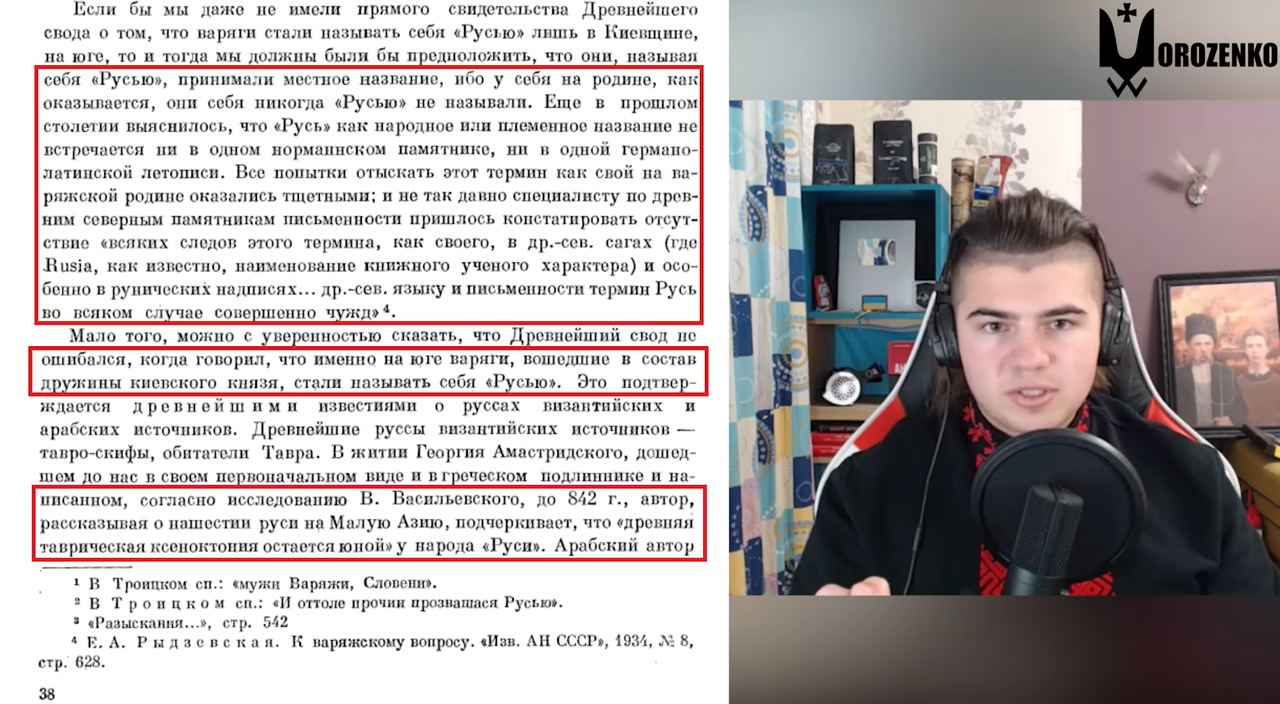 Если бы мы даже не имели прямого свидетельства Древнейшего
свода о том, что варяги стали называть себя «Русью» лишь в Киевщине,
на юге, то и тогда мы должны были бы предположить, что они, называя
себя «Русью», принимали местное название, ибо у себя на родине, как
оказывается, они себя никогда «Русью» не называли. Еще в прошлом
столетии выяснилось, что «Русь» как народное или племенное название не
встречается ни в одном норманнском памятнике, ни в одной германо-
латинской летописи. Все попытки отыскать этот термин как свой на ва-
ряжской родине оказались тщетными; и не так давно специалисту по древ-
ним северным памятникам письменности пришлось констатировать отсут-
ствие «всяких следов этого термина, как своего, в др.-сев. сагах (где
Rusia, как известно, наименование книжного ученого характера) и осо-
бенно в рунических надписях... др.-сев. языку и письменности термин Русь
во всяком случае совершенно чужд» ⁴.
Мало того, можно с уверенностью сказать, что Древнейший свод не
ошибался, когда говорил, что именно на юге варяги, вошедшие в состав
дружины киевского князя, стали называть себя «Русью». Это подтвер-
ждается древнейшими известиями о руссах византийских и
арабских источников. Древнейшие руссы византийских источников —
тавро-скифы, обитатели Тавра. В житии Георгия Амастридского, дошед-
шем до нас в своем первоначальном виде и в греческом подлиннике и на-
писанном, согласно исследованию В. Васильевского, до 842 г., автор,
рассказывая о нашествии руси на Малую Азию, подчеркивает, что «древняя
таврическая ксеноктония остается юной» у народа «Руси». Арабский автор
¹ В Троицком сп.: «мужи Варяжи, Словени».
² В Троицком сп.: «И оттоле прочии прозвашася Русью».
³ «Разыскания...», стр. 542
⁴ Е. А. Рыдзевская. К варяжскому вопросу. «Изв. АН СССР», 1934, № 8,
стр. 628.
38
OROZENKO